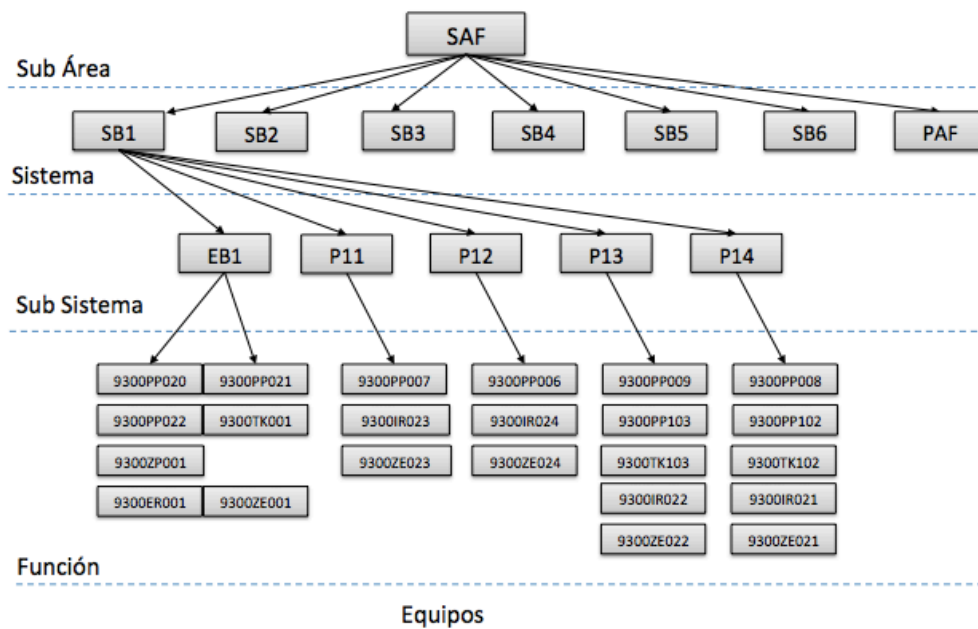 SAF
Sub Área
SB1 SB2 SB3 SB4 SB5 SB6 PAF
Sistema
EB1 P11 P12 P13 P14
Sub Sistema
9300PP020 9300PP021 9300PP007 9300PP006 9300PP009 9300PP008
9300PP022 9300TK001 9300IR023 9300IR024 9300PP103 9300PP102
9300ZP001 9300ZE023 9300ZE024 9300TK103 9300TK102
9300ER001 9300ZE001 9300IR022 9300IR021
9300ZE022 9300ZE021
Función
Equipos